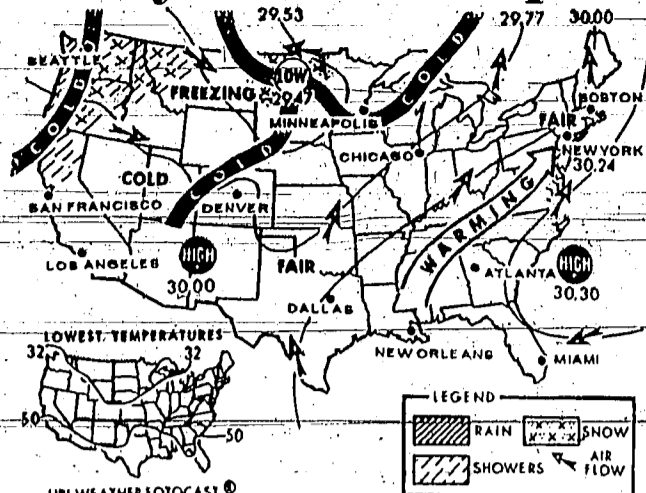 29.53
29.77
30.00
SEATTLE
COLD
FREEZING
LOW
29.47
COLD
MINNEAPOLIS
BOSTON
FAIR
NEW YORK
30.24
CHICAGO
COLD
COLD
SAN FRANCISCO
DENVER
WARMING
LOS ANGELES
HIGH
30.00
FAIR
ATLANTA
HIGH
30.30
DALLAS
NEW ORLEANS
MIAMI
LOWEST TEMPERATURES
32
32
50
50
UPI WEATHER FOTOCAST ®
LEGEND
RAIN
SNOW
SHOWERS
AIR
FLOW